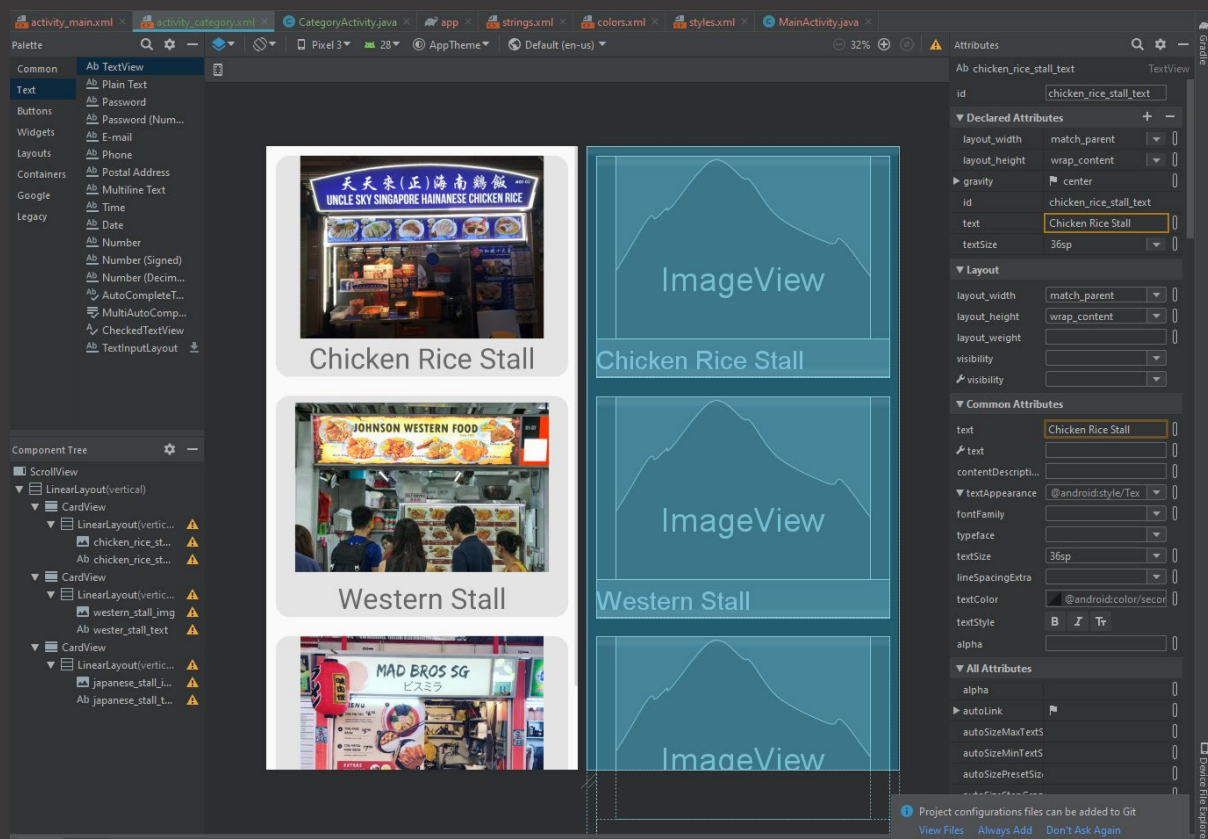 activity_main.xml
activity_category.xml
CategoryActivity.java
app
strings.xml
colors.xml
styles.xml
MainActivity.java
Palette
Pixel 3
28
AppTheme
Default (en-us)
32%
Attributes
Gradle
Common
Text
Buttons
Widgets
Layouts
Containers
Google
Legacy
Ab TextView
Ab Plain Text
Ab Password
Ab Password (Num...
Ab E-mail
Ab Phone
Ab Postal Address
Ab Multiline Text
Ab Time
Ab Date
Ab Number
Ab Number (Signed)
Ab Number (Decim...
AutoCompleteT...
MultiAutoComp...
CheckedTextView
Ab TextInputLayout
Component Tree
ScrollView
LinearLayout(vertical)
CardView
LinearLayout(vertic...
chicken_rice_st...
Ab chicken_rice_st...
CardView
LinearLayout(vertic...
western_stall_img
Ab wester_stall_text
CardView
LinearLayout(vertic...
japanese_stall_i...
Ab japanese_stall_t...
天天來(正)海南鷄飯
UNCLE SKY SINGAPORE HAINANESE CHICKEN RICE
Chicken Rice Stall
JOHNSON WESTERN FOOD
Western Stall
MAD BROS SG
ビスミラ
MENU
EXTRAS
ImageView
Chicken Rice Stall
ImageView
Western Stall
ImageView
Ab chicken_rice_stall_text TextView
id chicken_rice_stall_text
Declared Attributes
layout_width match_parent
layout_height wrap_content
gravity center
id chicken_rice_stall_text
text Chicken Rice Stall
textSize 36sp
Layout
layout_width match_parent
layout_height wrap_content
layout_weight
visibility
visibility
Common Attributes
text Chicken Rice Stall
text
contentDescripti...
textAppearance @android:style/Tex
fontFamily
typeface
textSize 36sp
lineSpacingExtra
textColor @android:color/secor
textStyle B I Tт
alpha
All Attributes
alpha
autoLink
autoSizeMaxTextS
autoSizeMinTextS
autoSizePresetSiz
Device File Explorer
Project configurations files can be added to Git
View Files Always Add Don't Ask Again